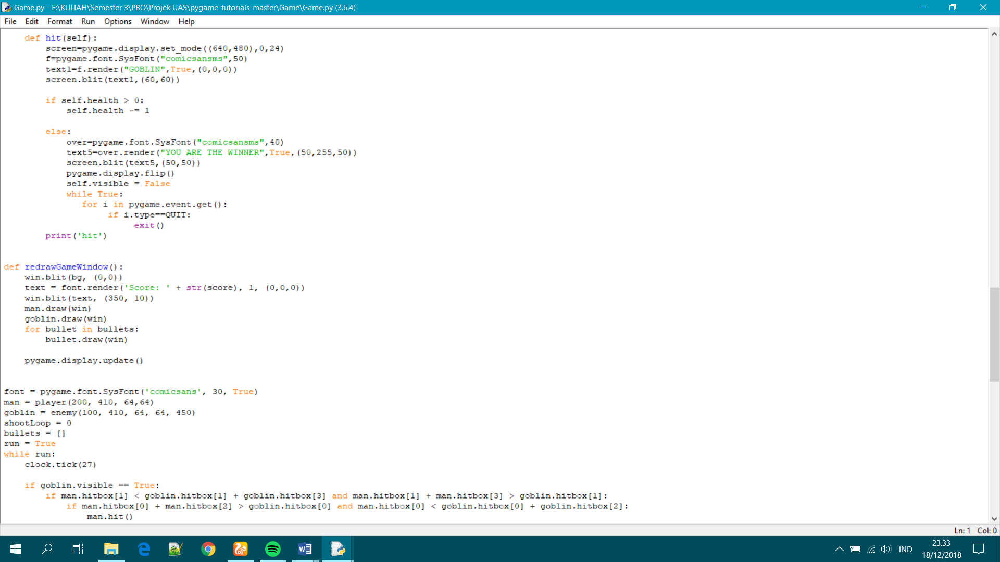 Game.py - E:\KULIAH\Semester 3\PBO\Projek UAS\pygame-tutorials-master\Game\Game.py (3.6.4)
File Edit Format Run Options Window Help
    def hit(self):
        screen=pygame.display.set_mode((640,480),0,24)
        f=pygame.font.SysFont("comicsansms",50)
        text1=f.render("GOBLIN",True,(0,0,0))
        screen.blit(text1,(60,60))
        if self.health > 0:
            self.health -= 1
        else:
            over=pygame.font.SysFont("comicsansms",40)
            text5=over.render("YOU ARE THE WINNER",True,(50,255,50))
            screen.blit(text5,(50,50))
            pygame.display.flip()
            self.visible = False
            while True:
               for i in pygame.event.get():
                    if i.type==QUIT:
                         exit()
        print('hit')
def redrawGameWindow():
    win.blit(bg, (0,0))
    text = font.render('Score: ' + str(score), 1, (0,0,0))
    win.blit(text, (350, 10))
    man.draw(win)
    goblin.draw(win)
    for bullet in bullets:
        bullet.draw(win)
    pygame.display.update()
font = pygame.font.SysFont('comicsans', 30, True)
man = player(200, 410, 64,64)
goblin = enemy(100, 410, 64, 64, 450)
shootLoop = 0
bullets = []
run = True
while run:
    clock.tick(27)
    if goblin.visible == True:
        if man.hitbox[1] < goblin.hitbox[1] + goblin.hitbox[3] and man.hitbox[1] + man.hitbox[3] > goblin.hitbox[1]:
            if man.hitbox[0] + man.hitbox[2] > goblin.hitbox[0] and man.hitbox[0] < goblin.hitbox[0] + goblin.hitbox[2]:
                man.hit()
Ln: 1 Col: 0
IND
23.33
18/12/2018